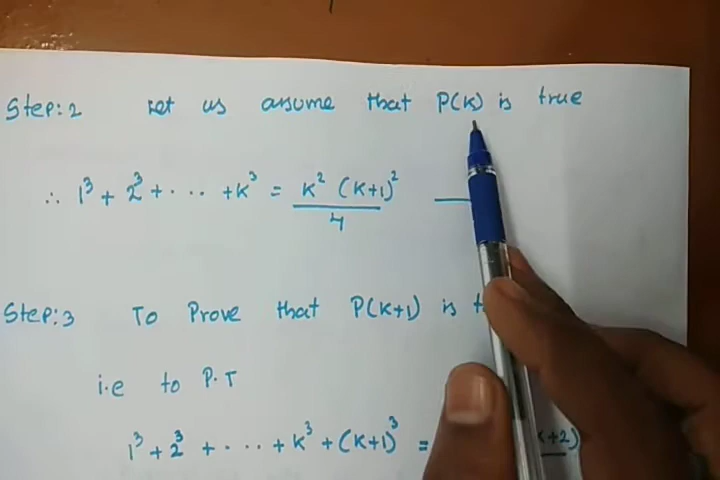 Step:2 Let us assume that P(K) is true
∴ 1³ + 2³ + · · · · + K³ = K² (K+1)² / 4
Step:3 To Prove that P(K+1) is
i.e to P.T
1³ + 2³ + · · · · + K³ + (K+1)³ =